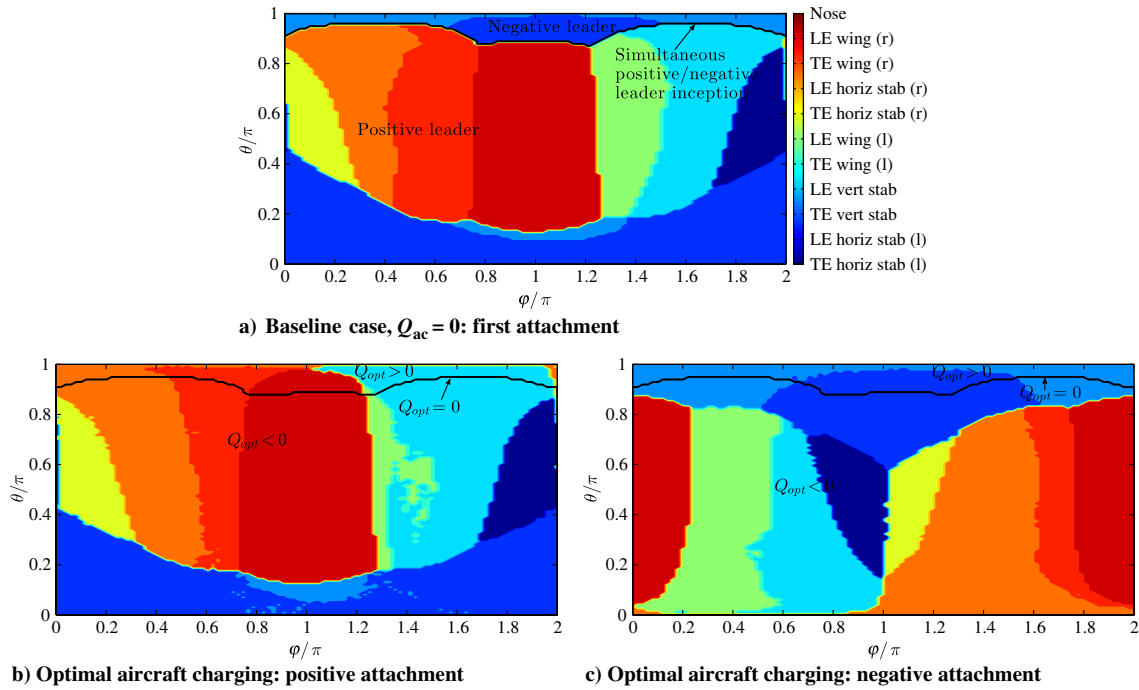 1
0.8
0.6
0.4
0.2
0
θ/π
0 0.2 0.4 0.6 0.8 1 1.2 1.4 1.6 1.8 2
φ/π
Negative leader
Simultaneous
positive/negative
leader inception
Positive leader
Nose
LE wing (r)
TE wing (r)
LE horiz stab (r)
TE horiz stab (r)
LE wing (l)
TE wing (l)
LE vert stab
TE vert stab
LE horiz stab (l)
TE horiz stab (l)
a) Baseline case, Qac = 0: first attachment
1
0.8
0.6
0.4
0.2
0
θ/π
0 0.2 0.4 0.6 0.8 1 1.2 1.4 1.6 1.8 2
φ/π
Qopt > 0
Qopt = 0
Qopt < 0
b) Optimal aircraft charging: positive attachment
1
0.8
0.6
0.4
0.2
0
θ/π
0 0.2 0.4 0.6 0.8 1 1.2 1.4 1.6 1.8 2
φ/π
Qopt > 0
Qopt = 0
Qopt < 0
c) Optimal aircraft charging: negative attachment